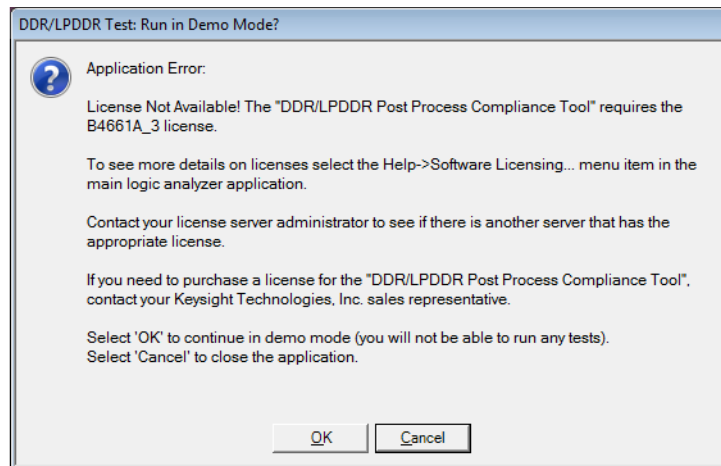 DDR/LPDDR Test: Run in Demo Mode?
Application Error:
License Not Available! The "DDR/LPDDR Post Process Compliance Tool" requires the
B4661A_3 license.
To see more details on licenses select the Help->Software Licensing... menu item in the
main logic analyzer application.
Contact your license server administrator to see if there is another server that has the
appropriate license.
If you need to purchase a license for the "DDR/LPDDR Post Process Compliance Tool",
contact your Keysight Technologies, Inc. sales representative.
Select 'OK' to continue in demo mode (you will not be able to run any tests).
Select 'Cancel' to close the application.
OK Cancel